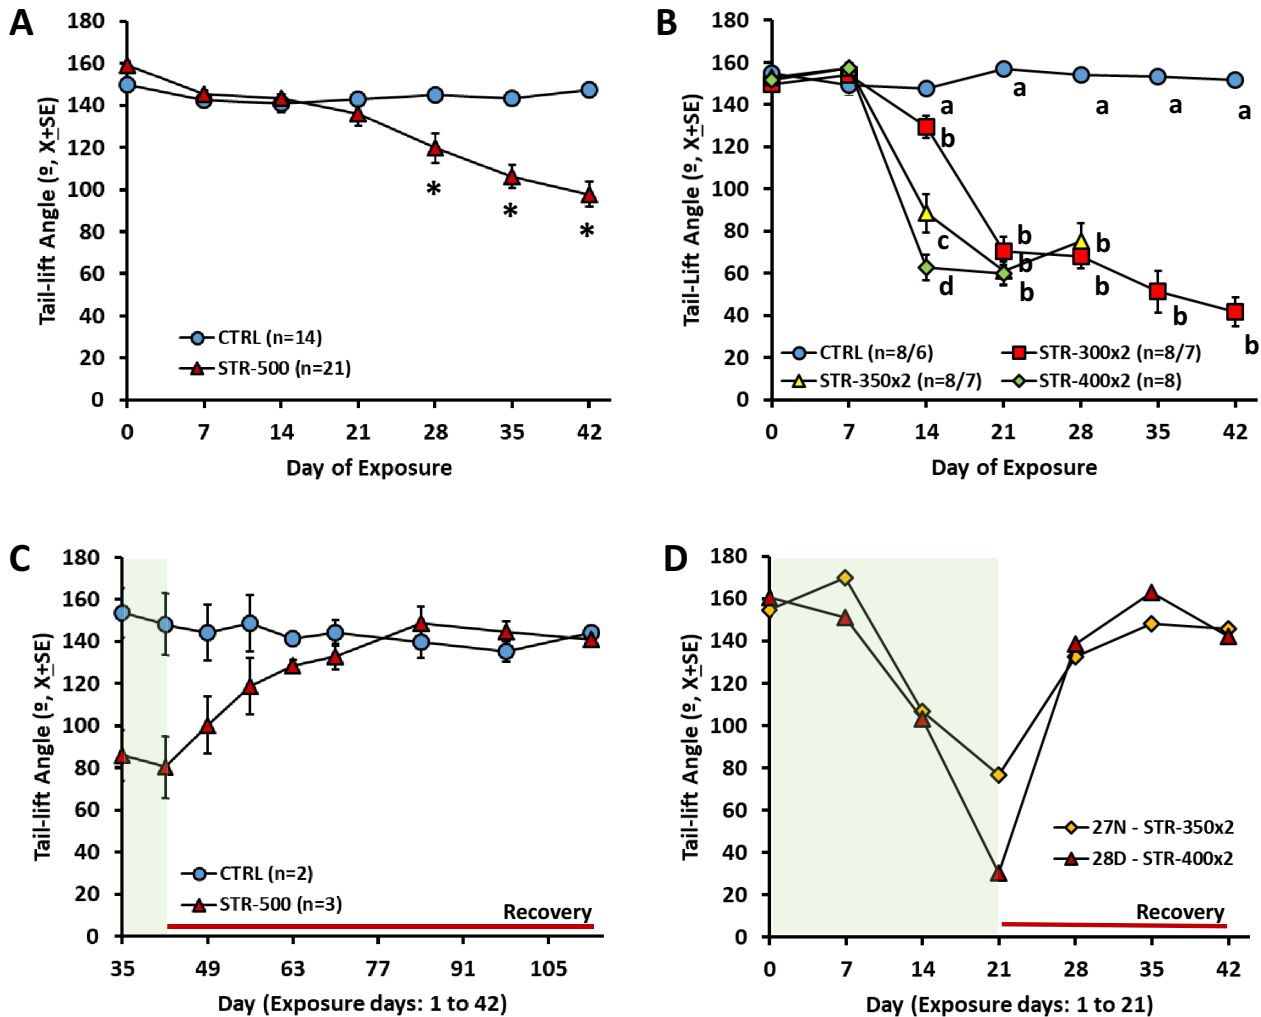 A
180
160
140
120
100
80
60
40
20
0
Tail-lift Angle (º, X+SE)
*
*
*
CTRL (n=14)
STR-500 (n=21)
0 7 14 21 28 35 42
Day of Exposure
B
180
160
140
120
100
80
60
40
20
0
Tail-Lift Angle (º, X+SE)
a a a a a
b
c
d
b
b
b
b
b
b
b
CTRL (n=8/6) STR-300x2 (n=8/7)
STR-350x2 (n=8/7) STR-400x2 (n=8)
0 7 14 21 28 35 42
Day of Exposure
C
180
160
140
120
100
80
60
40
20
0
Tail-lift Angle (º, X+SE)
CTRL (n=2)
STR-500 (n=3)
Recovery
35 49 63 77 91 105
Day (Exposure days: 1 to 42)
D
180
160
140
120
100
80
60
40
20
0
Tail-lift Angle (º, X+SE)
27N - STR-350x2
28D - STR-400x2
Recovery
0 7 14 21 28 35 42
Day (Exposure days: 1 to 21)